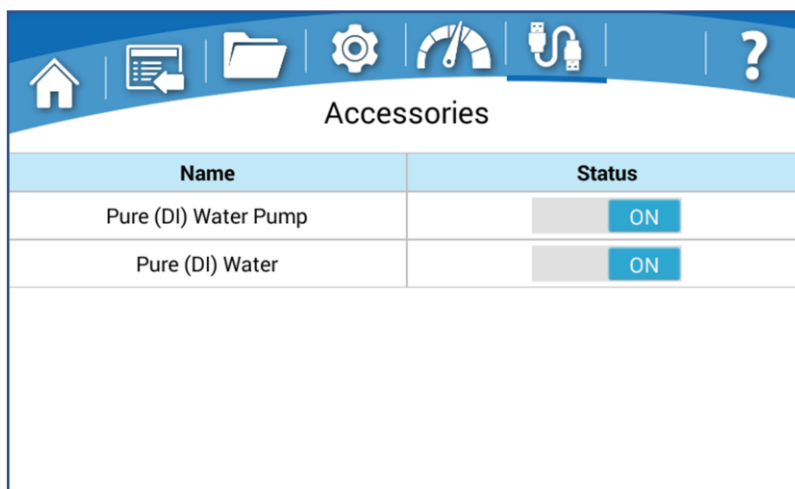 ?
Accessories
Name Status
Pure (DI) Water Pump ON
Pure (DI) Water ON